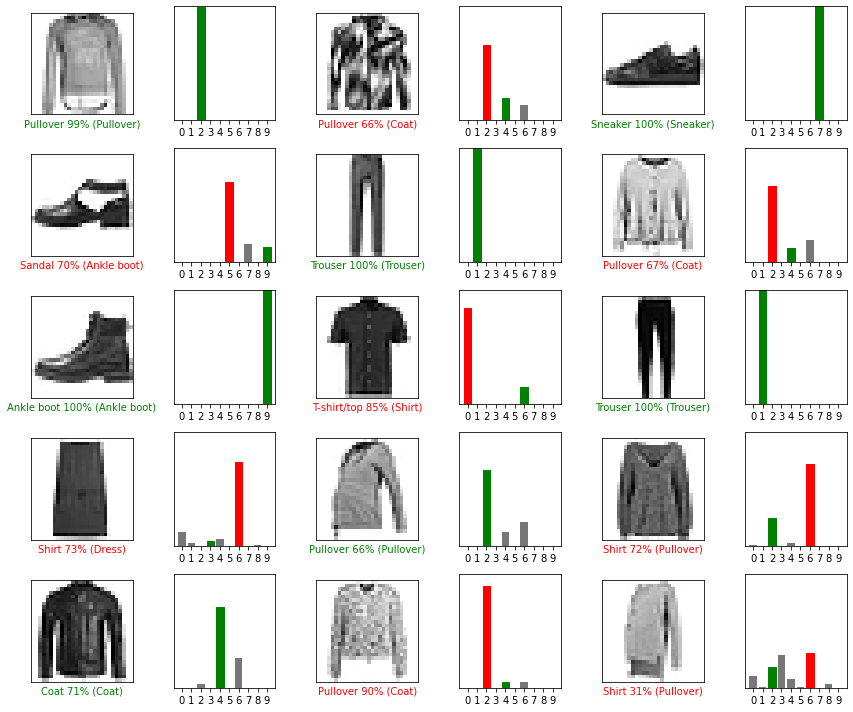 0 1 2 3 4 5 6 7 8 9 0 1 2 3 4 5 6 7 8 9 0 1 2 3 4 5 6 7 8 9
Pullover 99% (Pullover) Pullover 66% (Coat) Sneaker 100% (Sneaker)
0 1 2 3 4 5 6 7 8 9 0 1 2 3 4 5 6 7 8 9 0 1 2 3 4 5 6 7 8 9
Sandal 70% (Ankle boot) Trouser 100% (Trouser) Pullover 67% (Coat)
0 1 2 3 4 5 6 7 8 9 0 1 2 3 4 5 6 7 8 9 0 1 2 3 4 5 6 7 8 9
Ankle boot 100% (Ankle boot) T-shirt/top 85% (Shirt) Trouser 100% (Trouser)
0 1 2 3 4 5 6 7 8 9 0 1 2 3 4 5 6 7 8 9 0 1 2 3 4 5 6 7 8 9
Shirt 73% (Dress) Pullover 66% (Pullover) Shirt 72% (Pullover)
0 1 2 3 4 5 6 7 8 9 0 1 2 3 4 5 6 7 8 9 0 1 2 3 4 5 6 7 8 9
Coat 71% (Coat) Pullover 90% (Coat) Shirt 31% (Pullover)